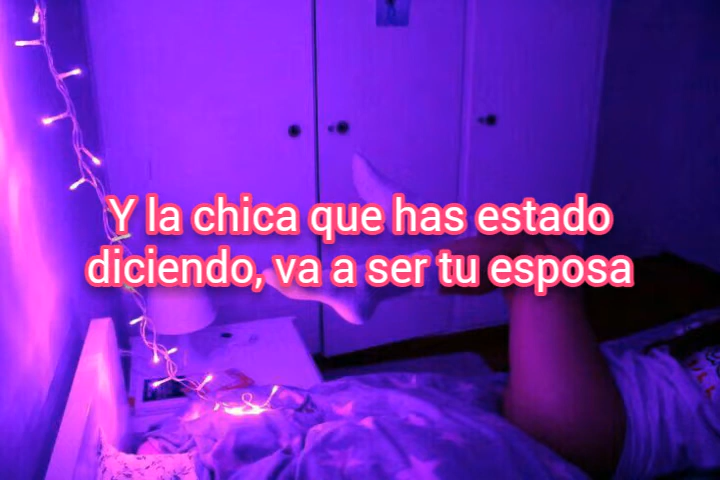 Y la chica que has estado
diciendo, va a ser tu esposa